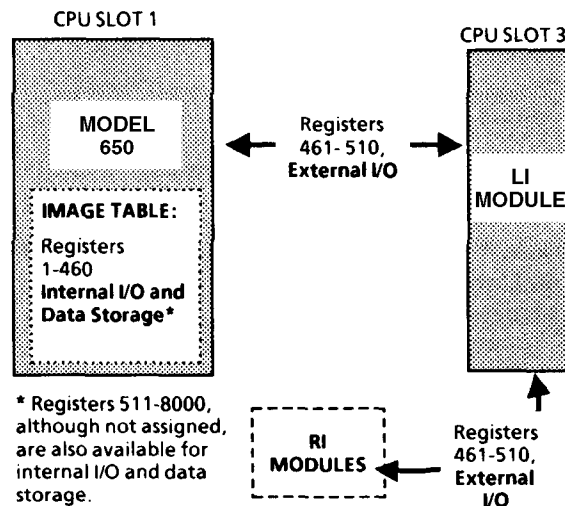 CPU SLOT 1
MODEL
650
IMAGE TABLE:
Registers
1-460
Internal I/O and
Data Storage*
* Registers 511-8000,
although not assigned,
are also available for
internal I/O and data
storage.
Registers
461-510,
External I/O
CPU SLOT 3
LI
MODULE
RI
MODULES
Registers
461-510,
External
I/O